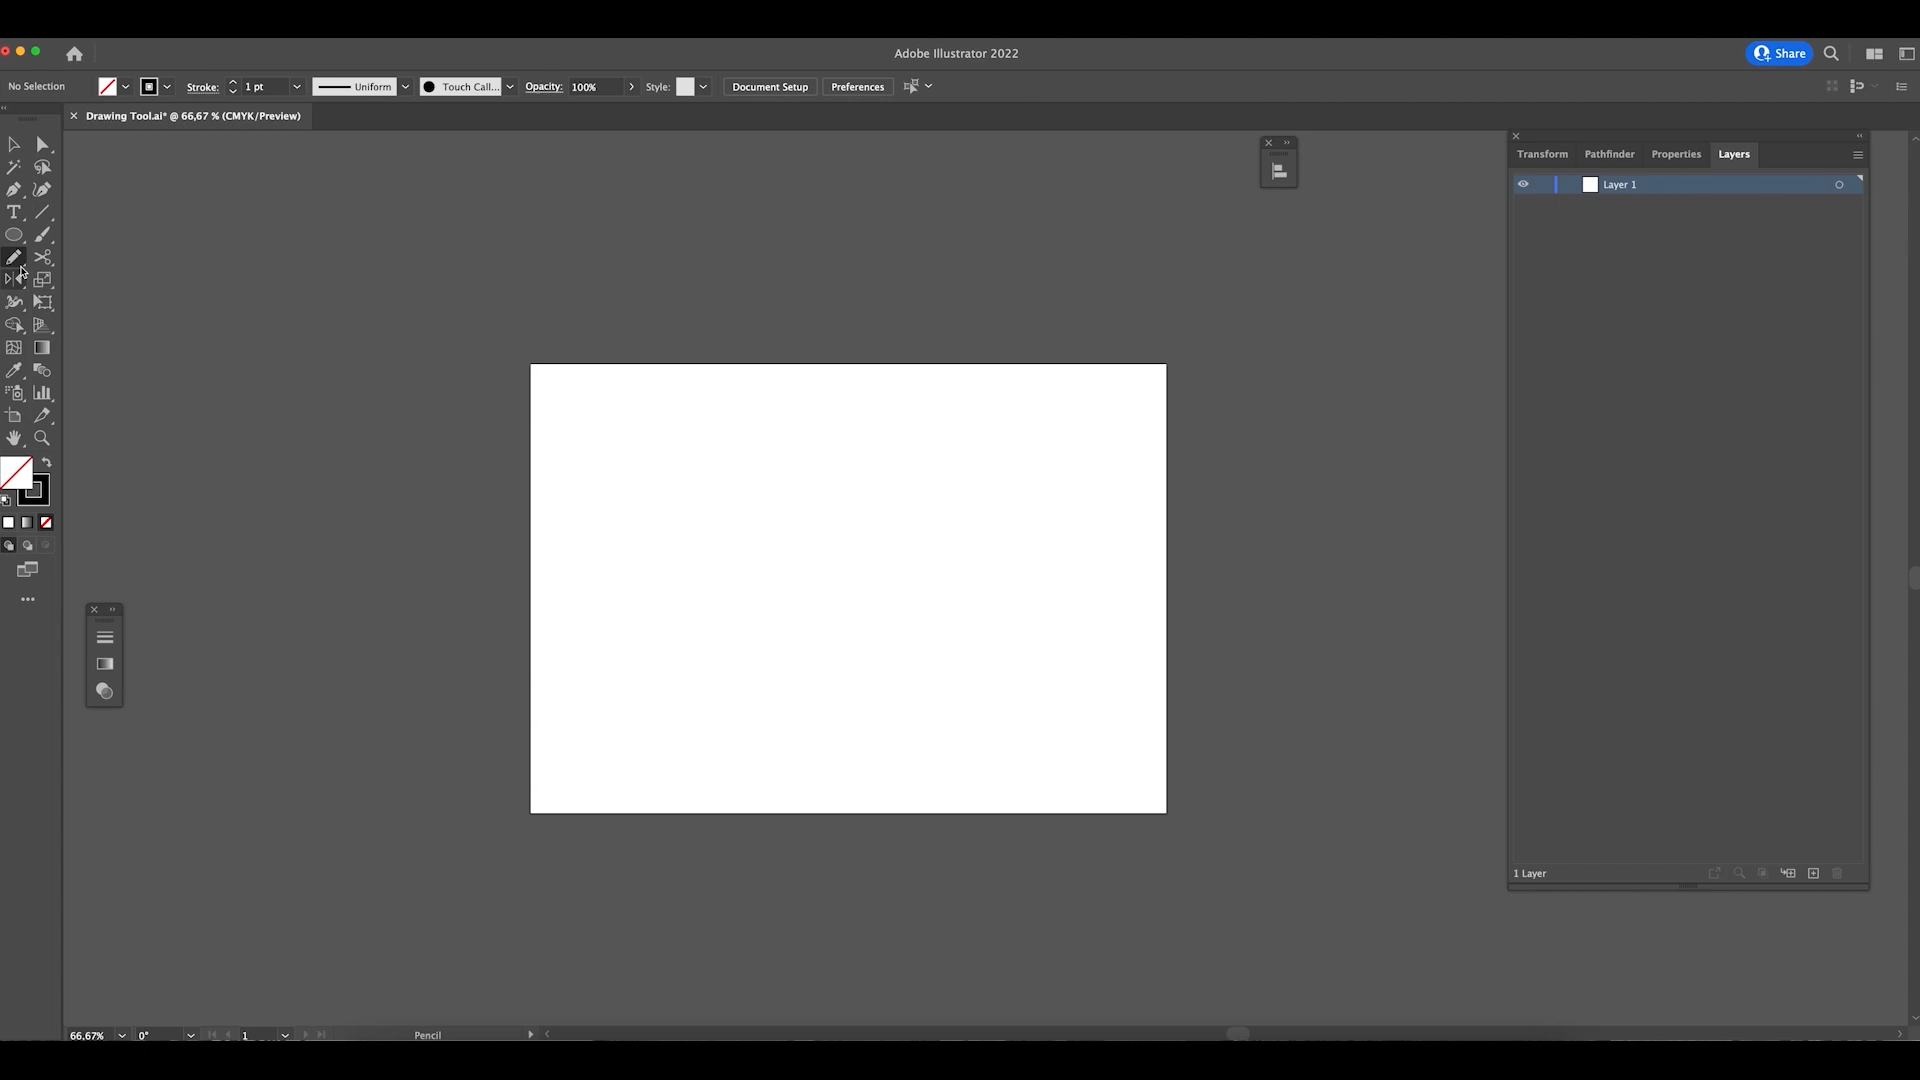 Adobe Illustrator 2022
Share
No Selection
Stroke:
1 pt
Uniform
Touch Call...
Opacity:
100%
Style:
Document Setup
Preferences
Drawing Tool.ai* @ 66,67 % (CMYK/Preview)
Transform
Pathfinder
Properties
Layers
Layer 1
1 Layer
66,67%
0°
1
Pencil